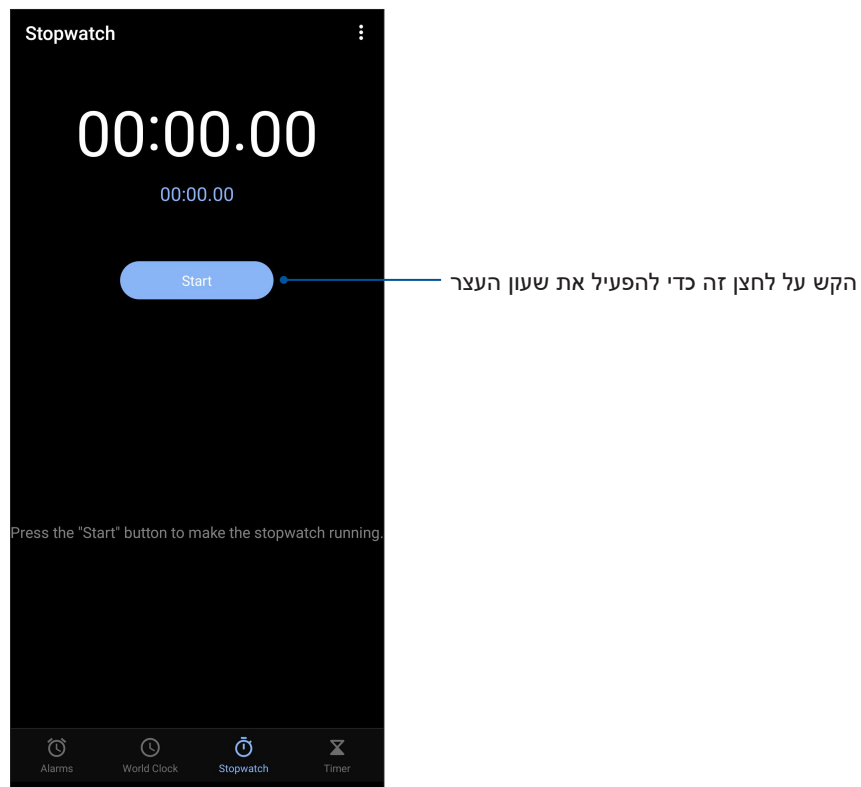 Stopwatch
00:00.00
00:00.00
Start
הקש על לחצן זה כדי להפעיל את שעון העצר
Press the "Start" button to make the stopwatch running.
Alarms
World Clock
Stopwatch
Timer